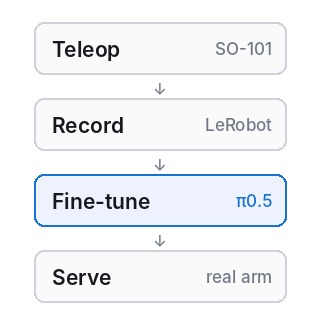 Teleop SO-101
↓
Record LeRobot
↓
Fine-tune π0.5
↓
Serve real arm